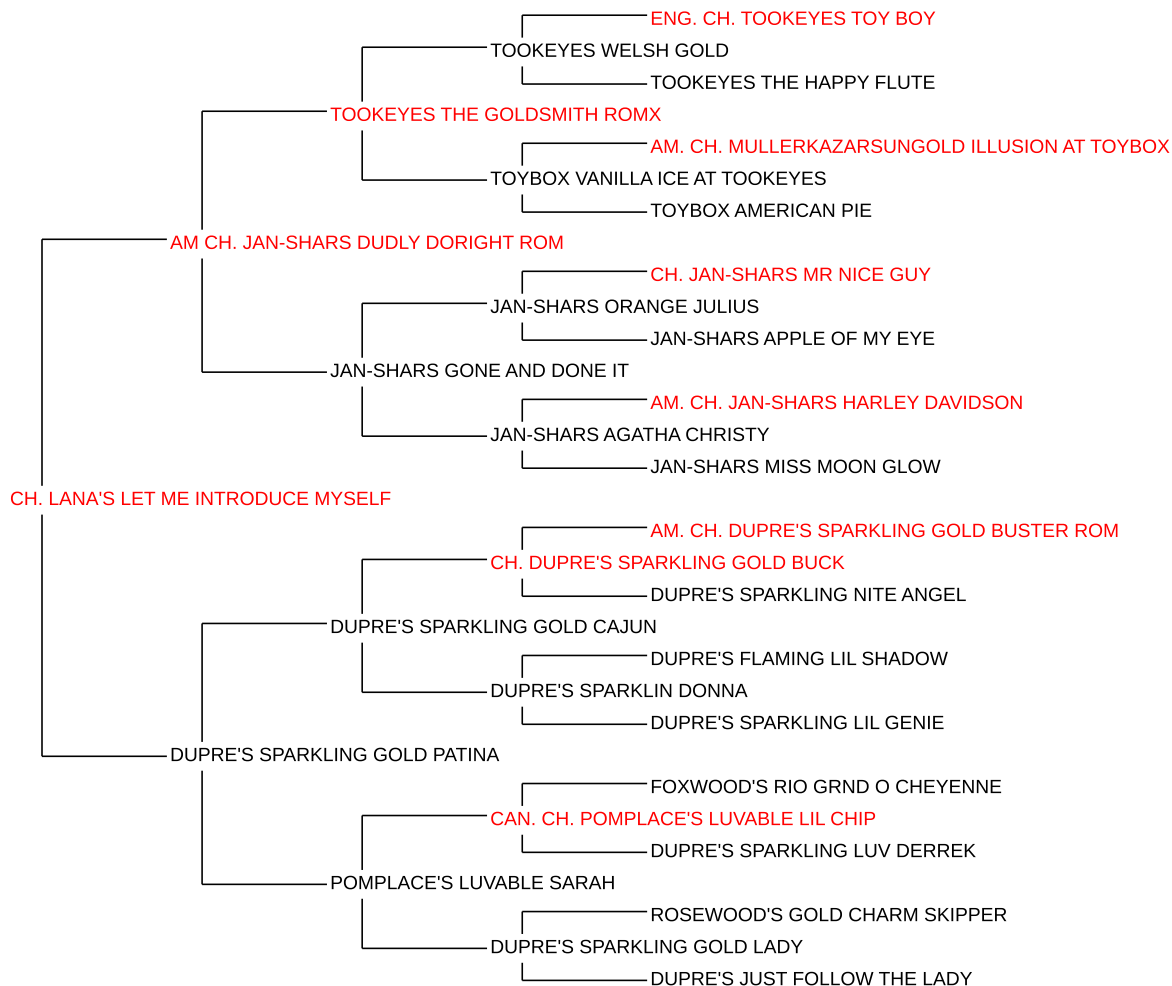 ENG. CH. TOOKEYES TOY BOY
TOOKEYES WELSH GOLD
TOOKEYES THE HAPPY FLUTE
TOOKEYES THE GOLDSMITH ROMX
AM. CH. MULLERKAZARSUNGOLD ILLUSION AT TOYBOX
TOYBOX VANILLA ICE AT TOOKEYES
TOYBOX AMERICAN PIE
AM CH. JAN-SHARS DUDLY DORIGHT ROM
CH. JAN-SHARS MR NICE GUY
JAN-SHARS ORANGE JULIUS
JAN-SHARS APPLE OF MY EYE
JAN-SHARS GONE AND DONE IT
AM. CH. JAN-SHARS HARLEY DAVIDSON
JAN-SHARS AGATHA CHRISTY
JAN-SHARS MISS MOON GLOW
CH. LANA'S LET ME INTRODUCE MYSELF
AM. CH. DUPRE'S SPARKLING GOLD BUSTER ROM
CH. DUPRE'S SPARKLING GOLD BUCK
DUPRE'S SPARKLING NITE ANGEL
DUPRE'S SPARKLING GOLD CAJUN
DUPRE'S FLAMING LIL SHADOW
DUPRE'S SPARKLIN DONNA
DUPRE'S SPARKLING LIL GENIE
DUPRE'S SPARKLING GOLD PATINA
FOXWOOD'S RIO GRND O CHEYENNE
CAN. CH. POMPLACE'S LUVABLE LIL CHIP
DUPRE'S SPARKLING LUV DERREK
POMPLACE'S LUVABLE SARAH
ROSEWOOD'S GOLD CHARM SKIPPER
DUPRE'S SPARKLING GOLD LADY
DUPRE'S JUST FOLLOW THE LADY